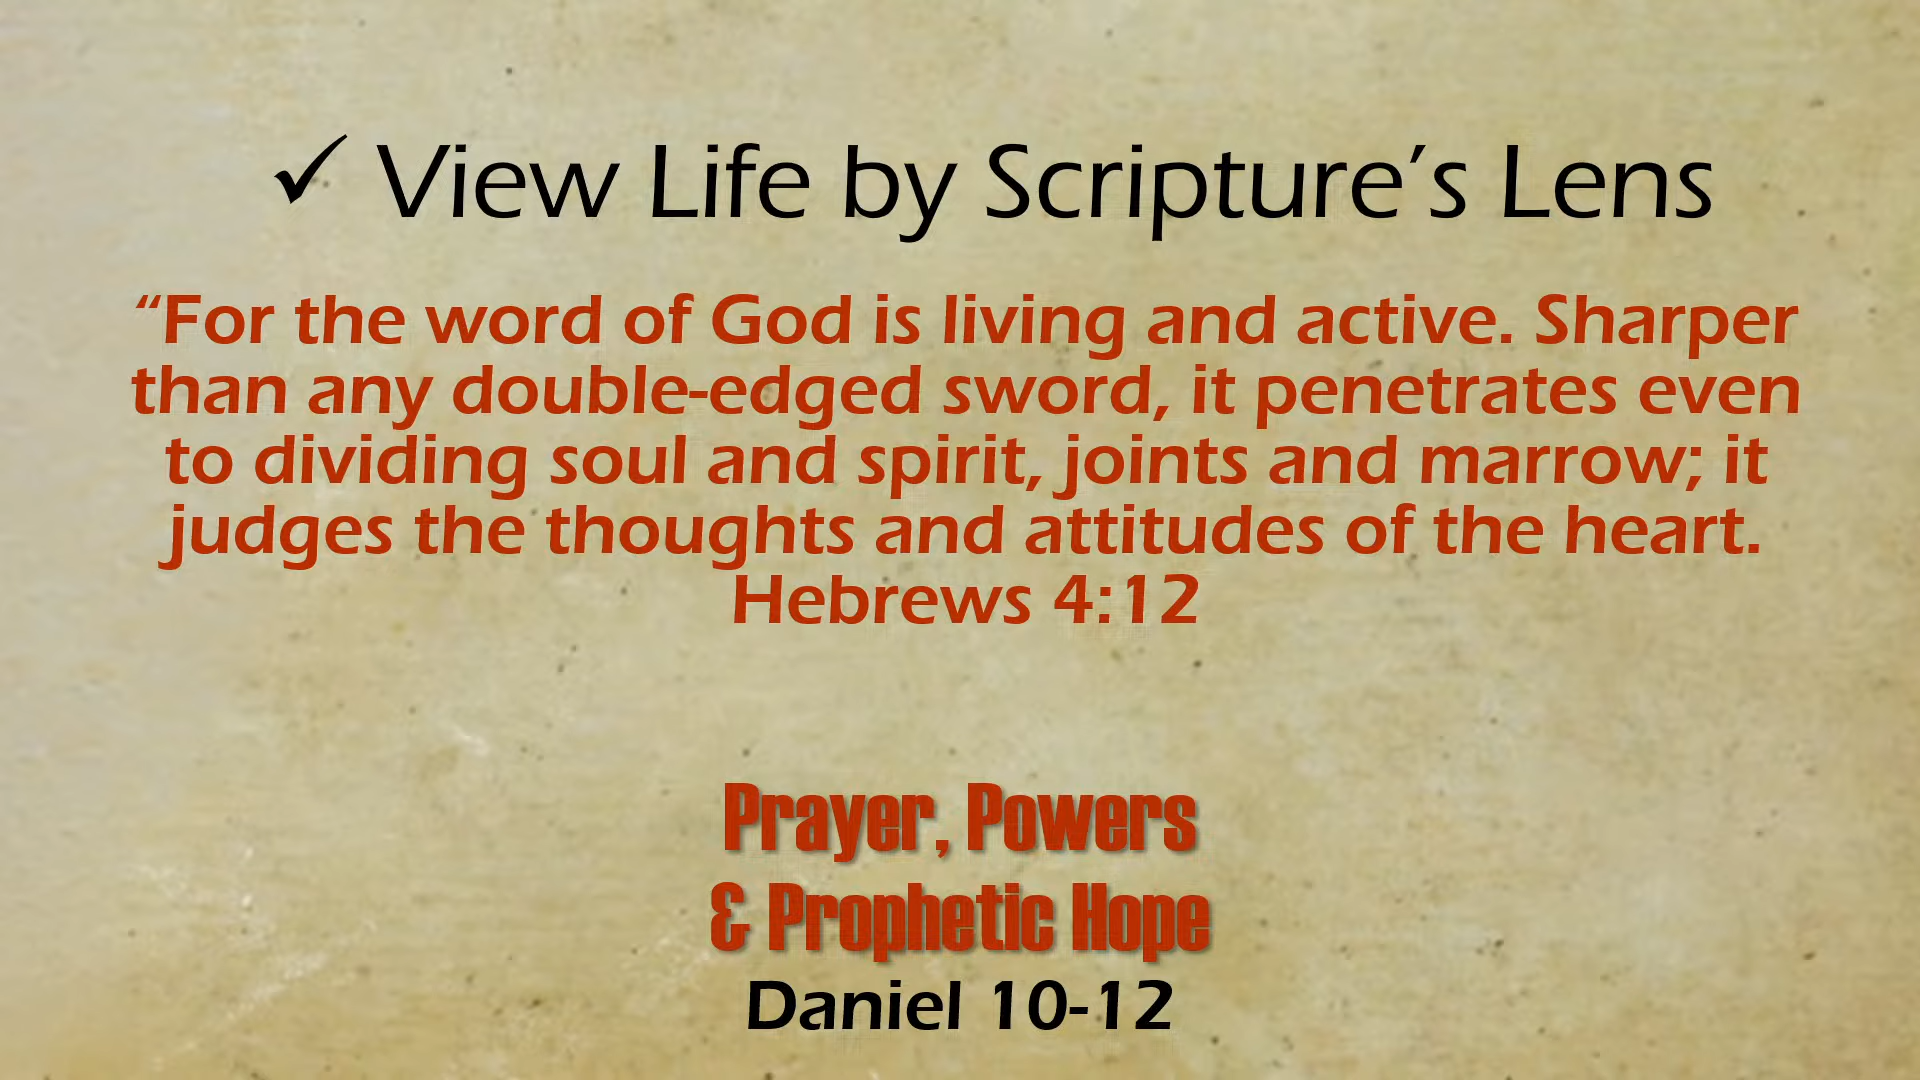 ✓ View Life by Scripture’s Lens
“For the word of God is living and active. Sharper
than any double-edged sword, it penetrates even
to dividing soul and spirit, joints and marrow; it
judges the thoughts and attitudes of the heart.
Hebrews 4:12
Prayer, Powers
& Prophetic Hope
Daniel 10-12